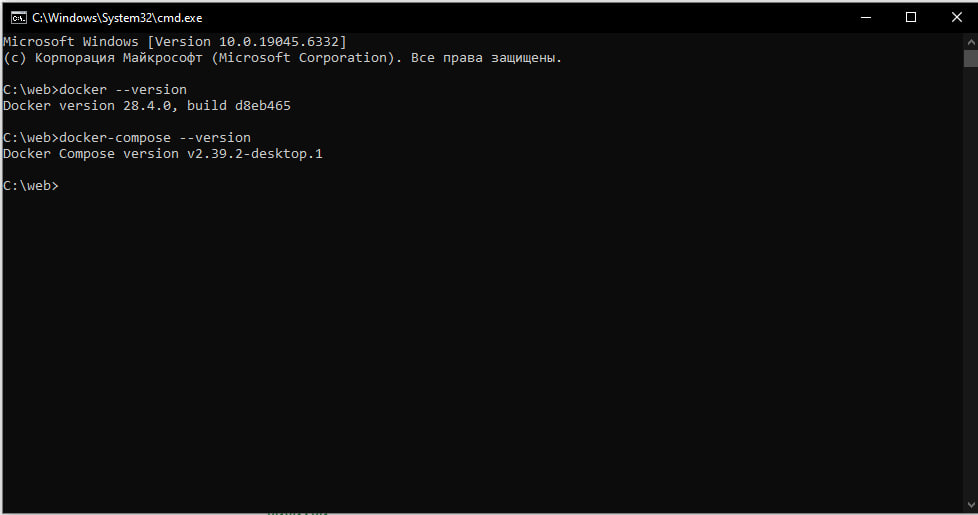 C:\Windows\System32\cmd.exe
Microsoft Windows [Version 10.0.19045.6332]
(c) Корпорация Майкрософт (Microsoft Corporation). Все права защищены.
C:\web>docker --version
Docker version 28.4.0, build d8eb465
C:\web>docker-compose --version
Docker Compose version v2.39.2-desktop.1
C:\web>